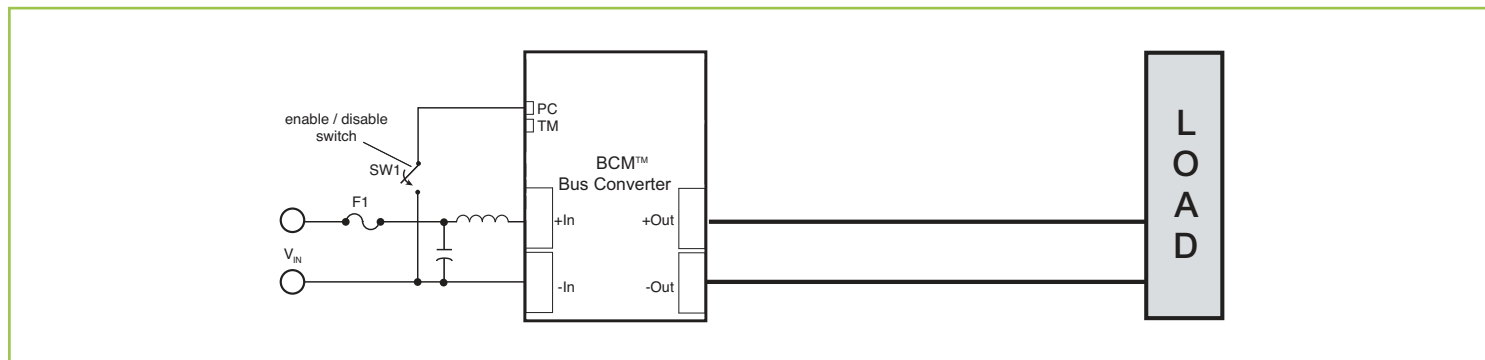 enable / disable
switch
SW1
F1
V_IN
PC
TM
BCM™
Bus Converter
+In
-In
+Out
-Out
L
O
A
D